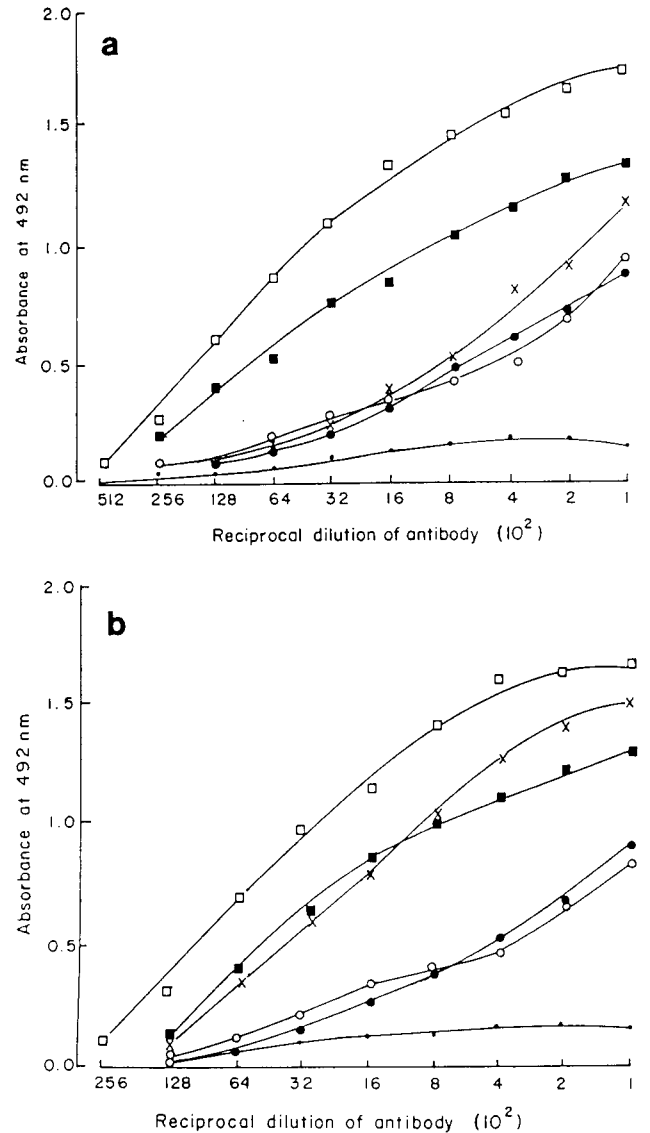 a
2.0
1.5
1.0
0.5
0.0
Absorbance at 492 nm
512 256 128 64 32 16 8 4 2 1
Reciprocal dilution of antibody (10²)
b
2.0
1.5
1.0
0.5
0.0
Absorbance at 492 nm
256 128 64 32 16 8 4 2 1
Reciprocal dilution of antibody (10²)